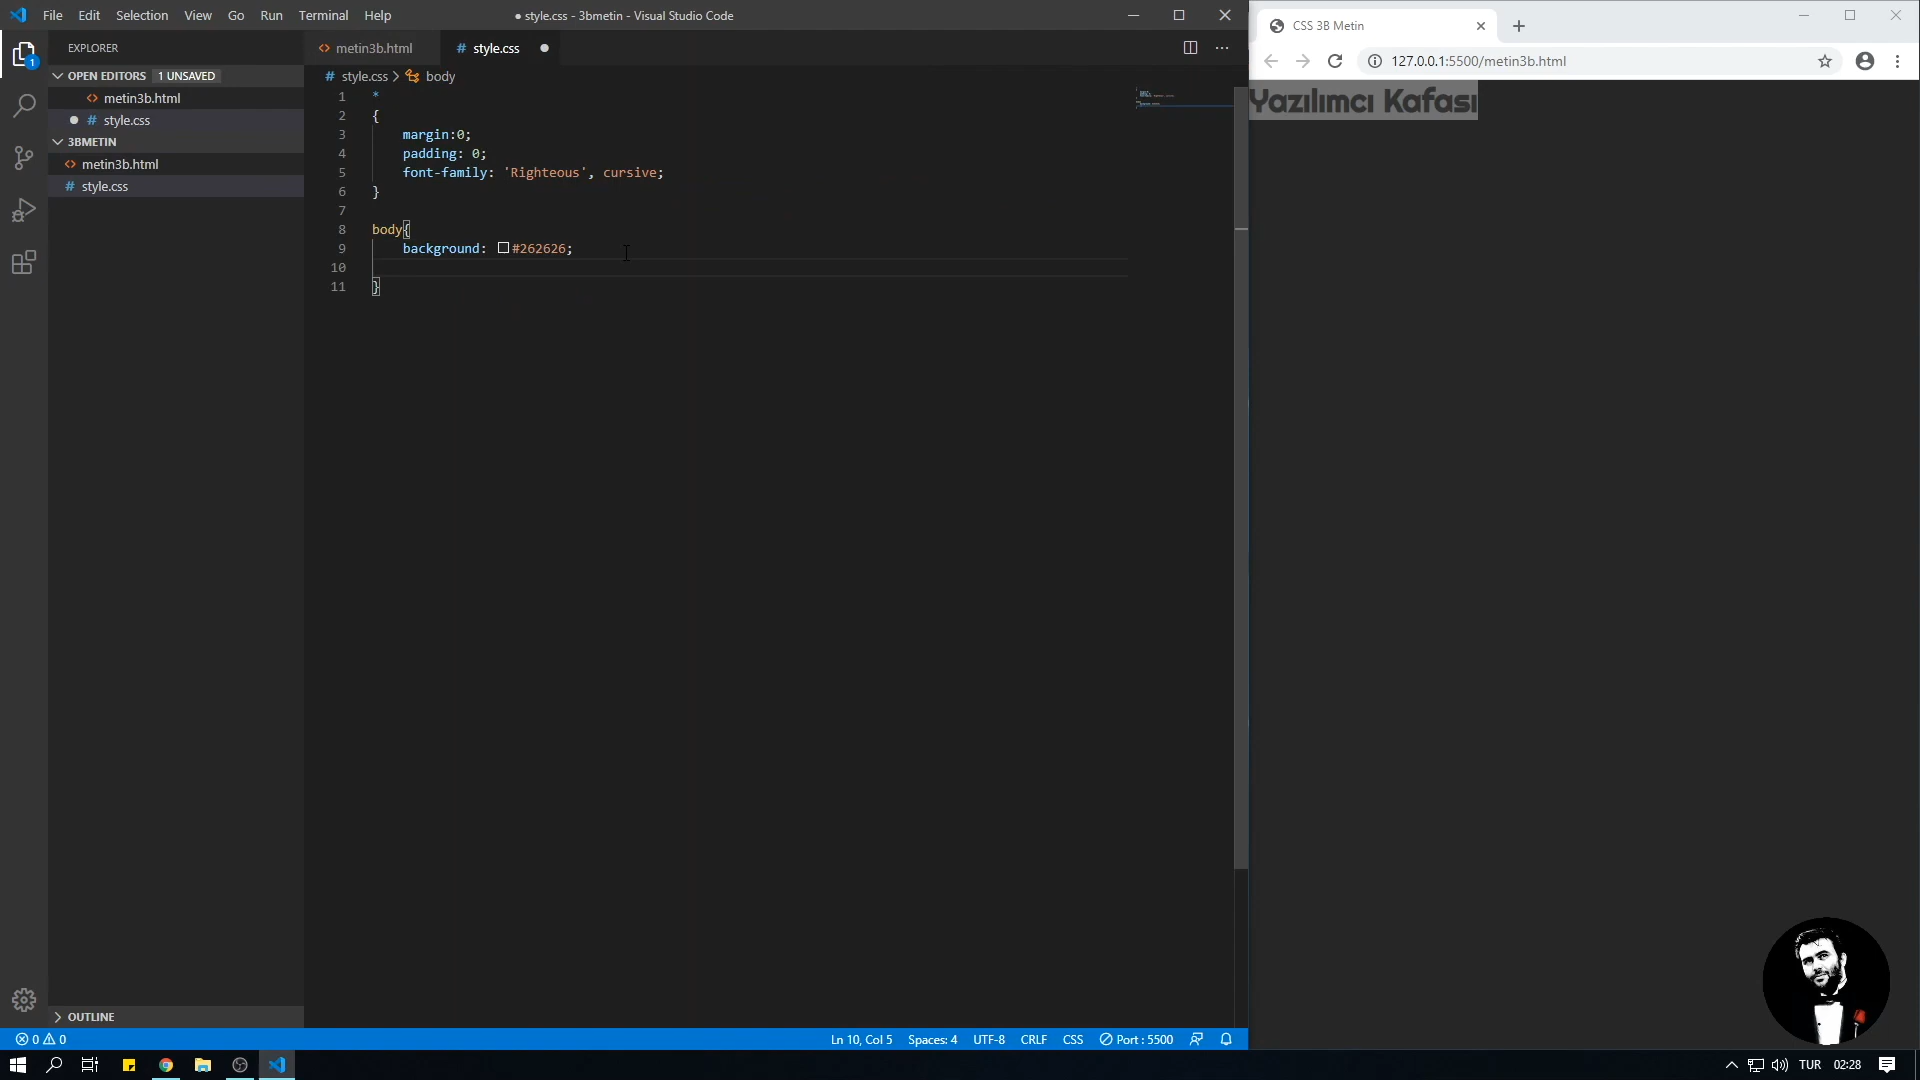 File Edit Selection View Go Run Terminal Help
● style.css - 3bmetin - Visual Studio Code
EXPLORER
OPEN EDITORS 1 UNSAVED
metin3b.html
# style.css
3BMETIN
metin3b.html
# style.css
OUTLINE
1
metin3b.html
# style.css
# style.css > body
1 *
2 {
3 margin:0;
4 padding: 0;
5 font-family: 'Righteous', cursive;
6 }
7
8 body{
9 background: #262626;
10
11 }
0 0
Ln 10, Col 5 Spaces: 4 UTF-8 CRLF CSS Port : 5500
CSS 3B Metin
127.0.0.1:5500/metin3b.html
Yazılımcı Kafası
TUR 02:28